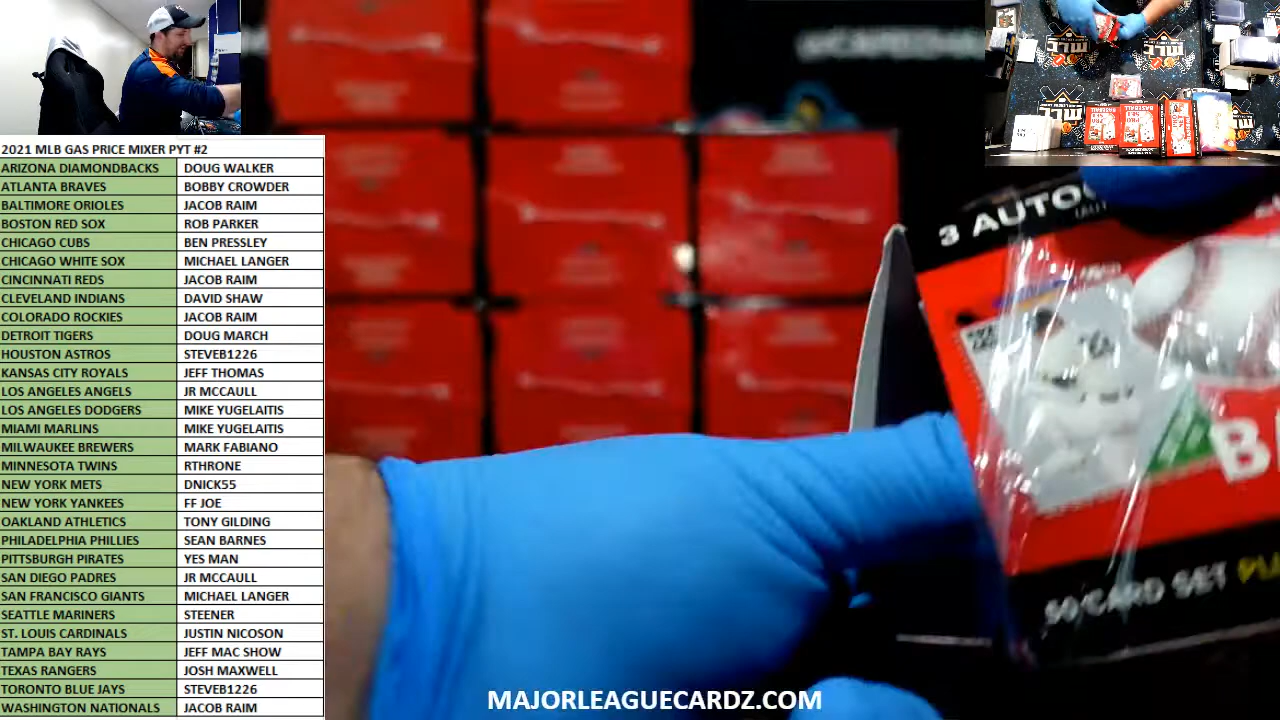 2021 MLB GAS PRICE MIXER PYT #2
ARIZONA DIAMONDBACKS DOUG WALKER
ATLANTA BRAVES BOBBY CROWDER
BALTIMORE ORIOLES JACOB RAIM
BOSTON RED SOX ROB PARKER
CHICAGO CUBS BEN PRESSLEY
CHICAGO WHITE SOX MICHAEL LANGER
CINCINNATI REDS JACOB RAIM
CLEVELAND INDIANS DAVID SHAW
COLORADO ROCKIES JACOB RAIM
DETROIT TIGERS DOUG MARCH
HOUSTON ASTROS STEVEB1226
KANSAS CITY ROYALS JEFF THOMAS
LOS ANGELES ANGELS JR MCCAULL
LOS ANGELES DODGERS MIKE YUGELAITIS
MIAMI MARLINS MIKE YUGELAITIS
MILWAUKEE BREWERS MARK FABIANO
MINNESOTA TWINS RTHRONE
NEW YORK METS DNICK55
NEW YORK YANKEES FF JOE
OAKLAND ATHLETICS TONY GILDING
PHILADELPHIA PHILLIES SEAN BARNES
PITTSBURGH PIRATES YES MAN
SAN DIEGO PADRES JR MCCAULL
SAN FRANCISCO GIANTS MICHAEL LANGER
SEATTLE MARINERS STEENER
ST. LOUIS CARDINALS JUSTIN NICOSON
TAMPA BAY RAYS JEFF MAC SHOW
TEXAS RANGERS JOSH MAXWELL
TORONTO BLUE JAYS STEVEB1226
WASHINGTON NATIONALS JACOB RAIM
3 AUTO
50 CARD SET
MLC
MLC
MAJORLEAGUECARDZ.COM